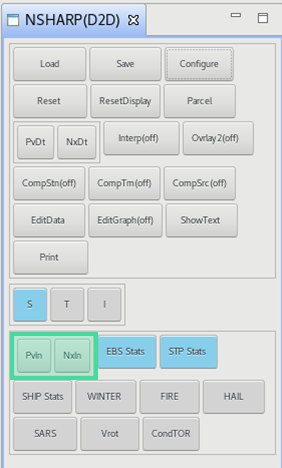 NSHARP(D2D)
Load Save Configure
Reset ResetDisplay Parcel
PvDt NxDt Interp(off) Ovrlay2(off)
CompStn(off) CompTm(off) CompSrc(off)
EditData EditGraph(off) ShowText
Print
S T I
PvIn NxIn EBS Stats STP Stats
SHIP Stats WINTER FIRE HAIL
SARS Vrot CondTOR